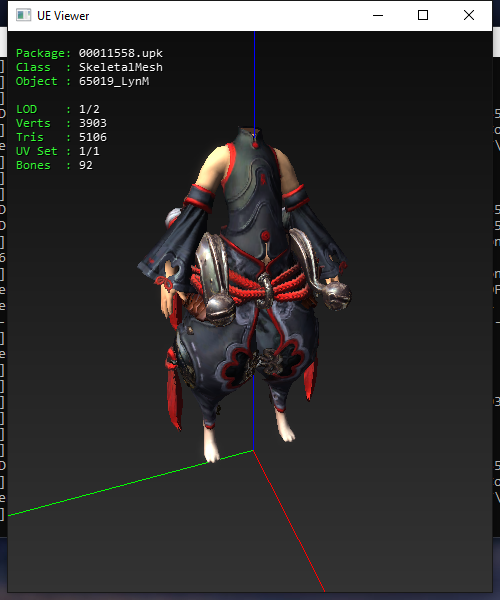 UE Viewer
Package: 00011558.upk
Class  : SkeletalMesh
Object : 65019_LynM
LOD    : 1/2
Verts  : 3903
Tris   : 5106
UV Set : 1/1
Bones  : 92